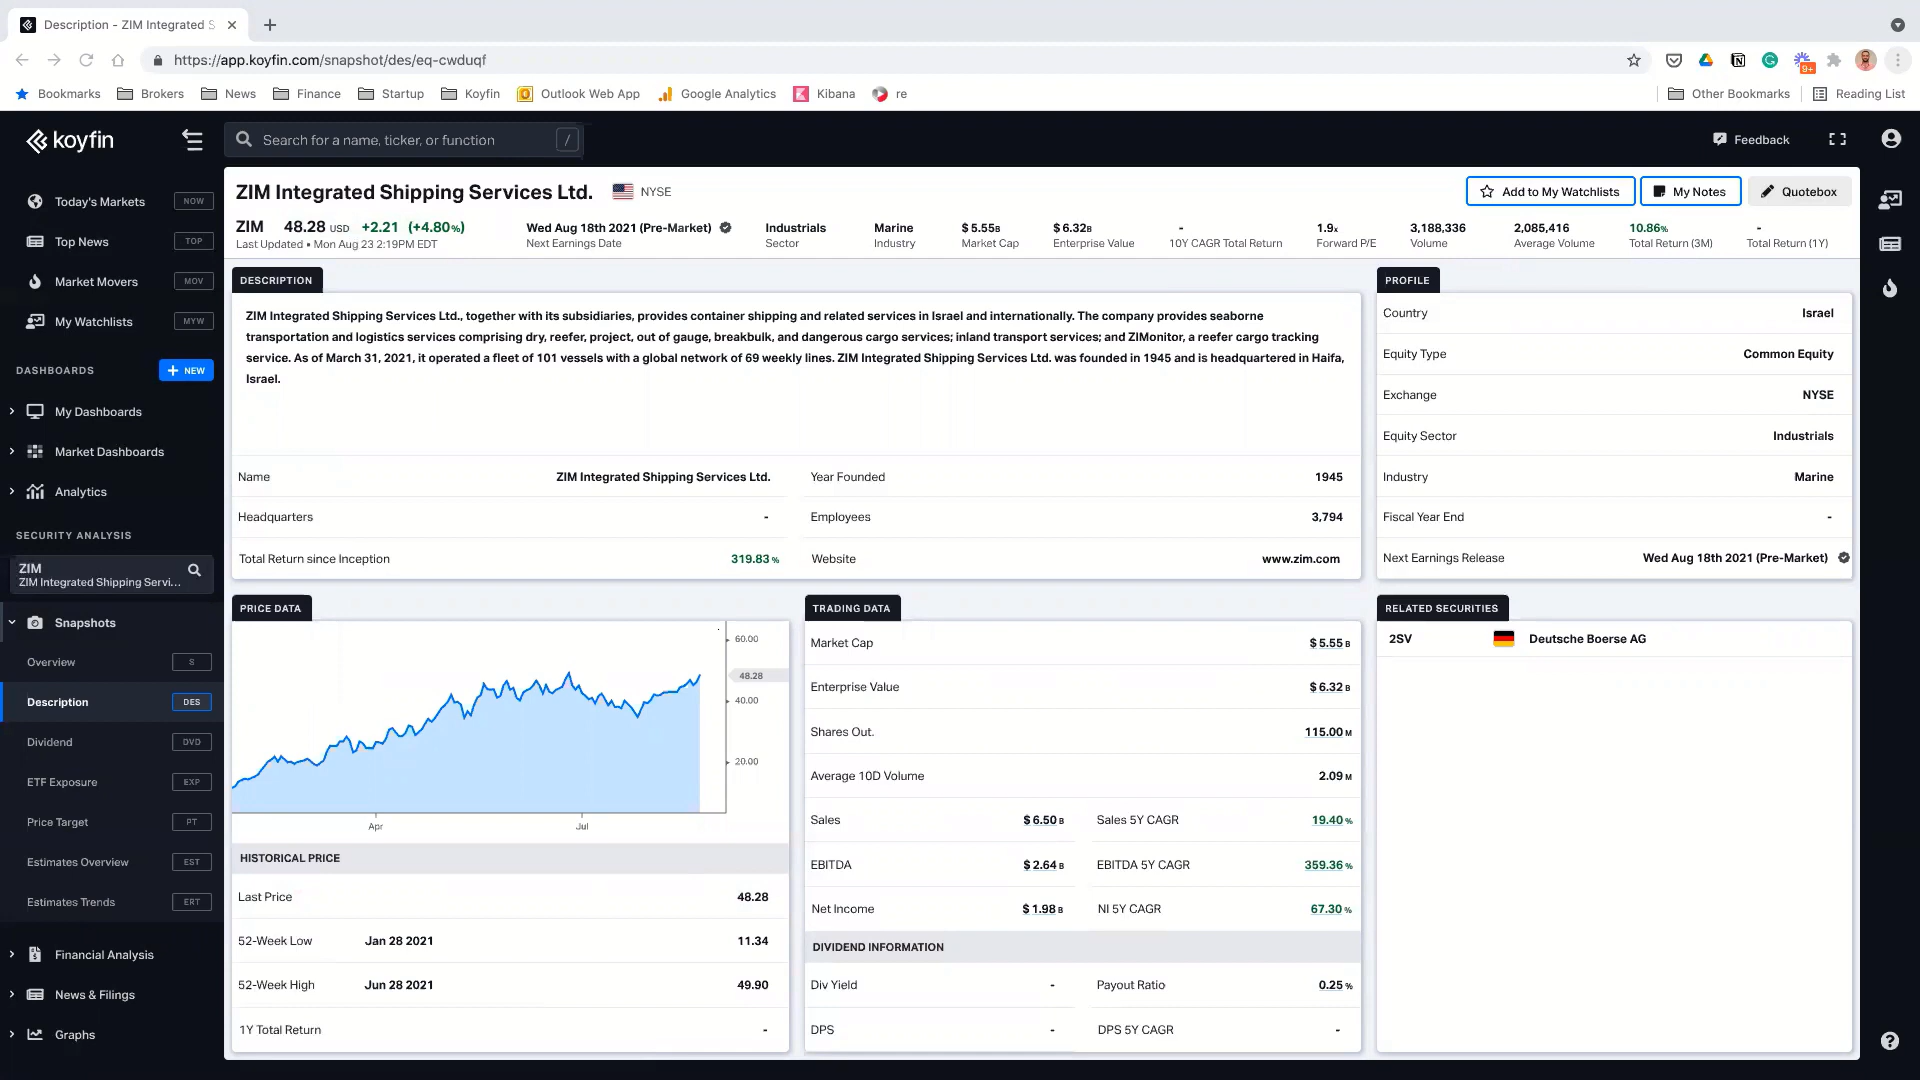 Description - ZIM Integrated S
https://app.koyfin.com/snapshot/des/eq-cwduqf
9+
Bookmarks Brokers News Finance Startup Koyfin Outlook Web App Google Analytics Kibana re Other Bookmarks Reading List
koyfin
Search for a name, ticker, or function /
Feedback
Today's Markets NOW
Top News TOP
Market Movers MOV
My Watchlists MYW
DASHBOARDS + NEW
My Dashboards
Market Dashboards
Analytics
SECURITY ANALYSIS
ZIM
ZIM Integrated Shipping Servi...
Snapshots
Overview S
Description DES
Dividend DVD
ETF Exposure EXP
Price Target PT
Estimates Overview EST
Estimates Trends ERT
Financial Analysis
News & Filings
Graphs
ZIM Integrated Shipping Services Ltd. NYSE
Add to My Watchlists My Notes Quotebox
ZIM 48.28 USD +2.21 (+4.80%)
Last Updated • Mon Aug 23 2:19PM EDT
Wed Aug 18th 2021 (Pre-Market)
Next Earnings Date
Industrials
Sector
Marine
Industry
$ 5.55B
Market Cap
$ 6.32B
Enterprise Value
-
10Y CAGR Total Return
1.9x
Forward P/E
3,188,336
Volume
2,085,416
Average Volume
10.86%
Total Return (3M)
-
Total Return (1Y)
DESCRIPTION
ZIM Integrated Shipping Services Ltd., together with its subsidiaries, provides container shipping and related services in Israel and internationally. The company provides seaborne
transportation and logistics services comprising dry, reefer, project, out of gauge, breakbulk, and dangerous cargo services; inland transport services; and ZIMonitor, a reefer cargo tracking
service. As of March 31, 2021, it operated a fleet of 101 vessels with a global network of 69 weekly lines. ZIM Integrated Shipping Services Ltd. was founded in 1945 and is headquartered in Haifa,
Israel.
Name ZIM Integrated Shipping Services Ltd.
Year Founded 1945
Headquarters -
Employees 3,794
Total Return since Inception 319.83 %
Website www.zim.com
PROFILE
Country Israel
Equity Type Common Equity
Exchange NYSE
Equity Sector Industrials
Industry Marine
Fiscal Year End -
Next Earnings Release Wed Aug 18th 2021 (Pre-Market)
PRICE DATA
60.00
48.28
40.00
20.00
Apr Jul
HISTORICAL PRICE
Last Price 48.28
52-Week Low Jan 28 2021 11.34
52-Week High Jun 28 2021 49.90
1Y Total Return -
TRADING DATA
Market Cap $ 5.55 B
Enterprise Value $ 6.32 B
Shares Out. 115.00 M
Average 10D Volume 2.09 M
Sales $ 6.50 B Sales 5Y CAGR 19.40 %
EBITDA $ 2.64 B EBITDA 5Y CAGR 359.36 %
Net Income $ 1.98 B NI 5Y CAGR 67.30 %
DIVIDEND INFORMATION
Div Yield - Payout Ratio 0.25 %
DPS - DPS 5Y CAGR -
RELATED SECURITIES
2SV Deutsche Boerse AG